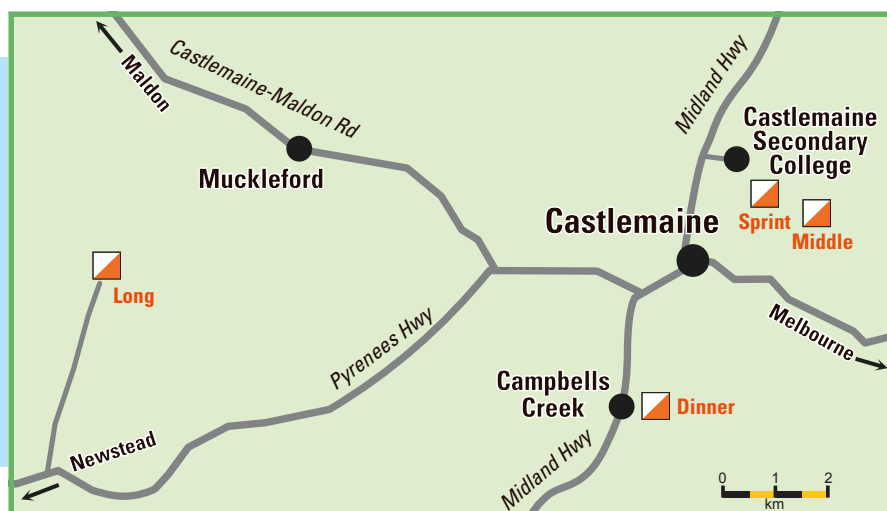 Maldon
Castlemaine-Maldon Rd
Midland Hwy
Castlemaine
Secondary
College
Muckleford
Sprint
Middle
Castlemaine
Long
Pyrenees Hwy
Melbourne
Campbells
Creek
Dinner
Newstead
Midland Hwy
0 1 2
km